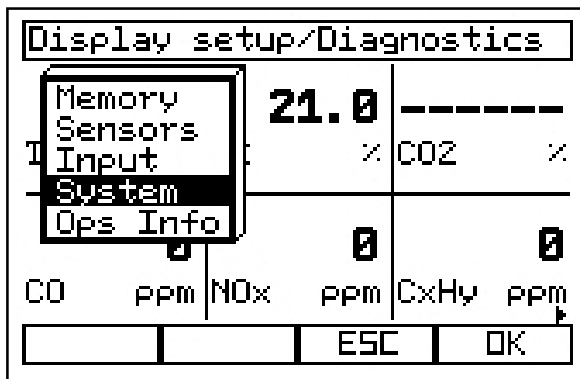 Display setup/Diagnostics
Memory
Sensors
Input
System
Ops Info
21.0 ------
% CO2 %
0 0 0
CO ppm NOx ppm CxHy ppm
ESC OK